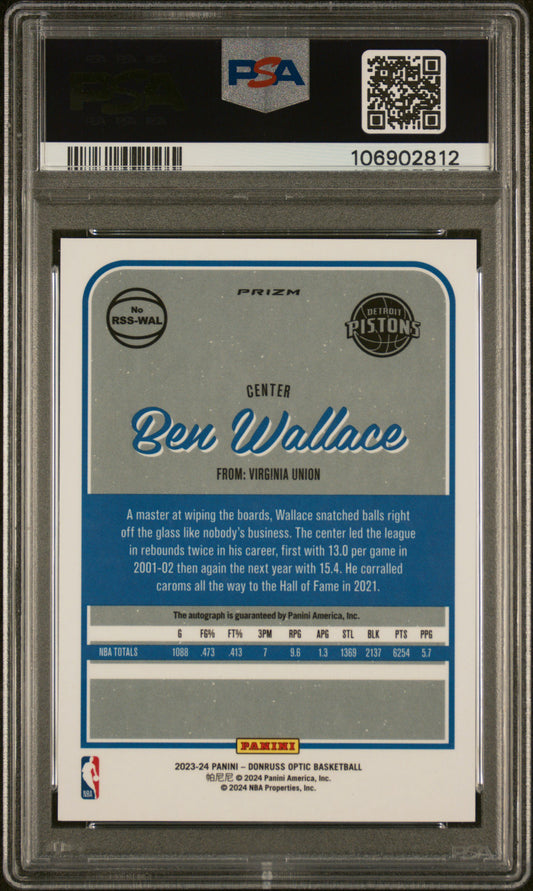 PSA
106902812
PRIZM
No
RSS-WAL
DETROIT
PISTONS
CENTER
Ben Wallace
FROM: VIRGINIA UNION
A master at wiping the boards, Wallace snatched balls right
off the glass like nobody's business. The center led the league
in rebounds twice in his career, first with 13.0 per game in
2001-02 then again the next year with 15.4. He corralled
caroms all the way to the Hall of Fame in 2021.
The autograph is guaranteed by Panini America, Inc.
G FG% FT% 3PM RPG APG STL BLK PTS PPG
NBA TOTALS 1088 .473 .413 7 9.6 1.3 1369 2137 6254 5.7
PANINI
2023-24 PANINI – DONRUSS OPTIC BASKETBALL
帕尼尼 © 2024 Panini America, Inc.
© 2024 NBA Properties, Inc.
NBA
PSA